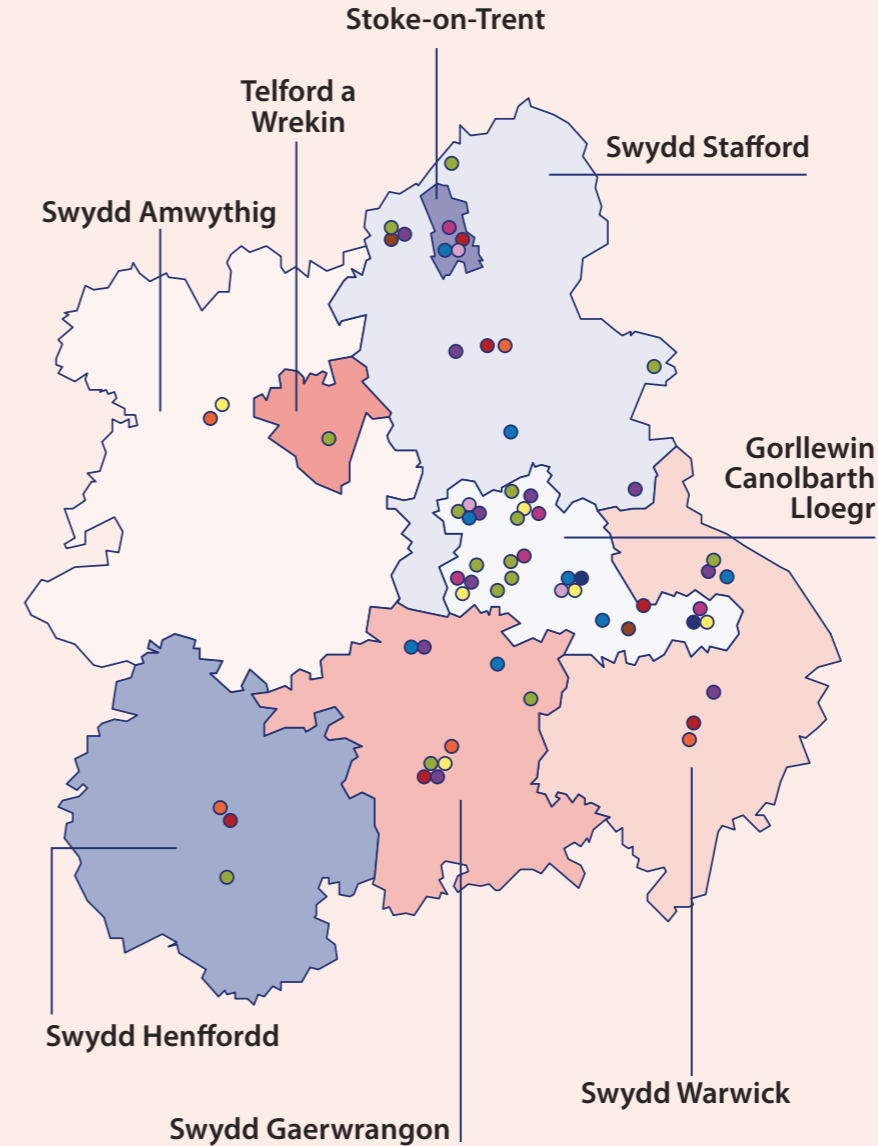 Stoke-on-Trent
Telford a
Wrekin
Swydd Stafford
Swydd Amwythig
Gorllewin
Canolbarth
Lloegr
Swydd Henffordd
Swydd Warwick
Swydd Gaerwrangon